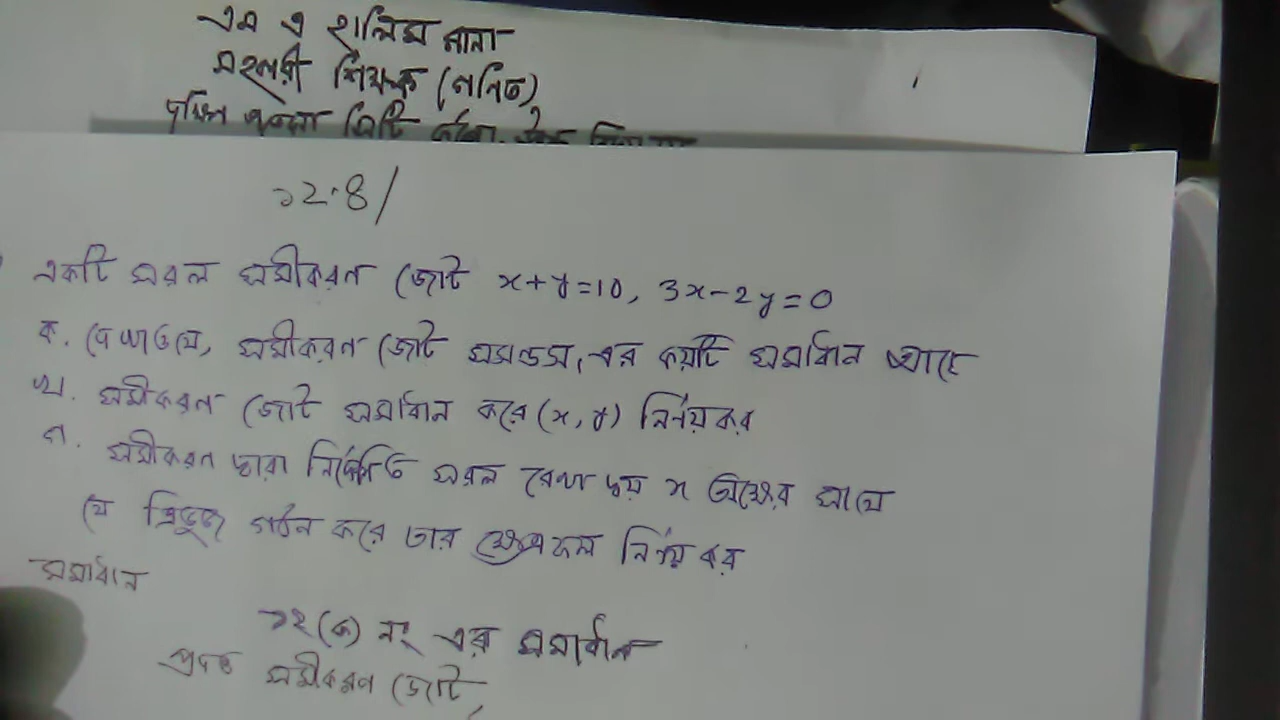 এম এ হালিম নানা
সহকারী শিক্ষক (গণিত)
দক্ষিণ
১২.৪/
একটি সরল সমীকরণ জোট x+y=10, 3x-2y=0
ক. দেখাও যে, সমীকরণ জোট সমঞ্জস, এর কয়টি সমাধান আছে
খ. সমীকরণ জোট সমাধান করে (x, y) নির্ণয় কর
গ. সমীকরণ দ্বারা নির্দেশিত সরল রেখা দ্বয় x অক্ষের সাথে
যে ত্রিভুজ গঠন করে তার ক্ষেত্রফল নির্ণয় কর
সমাধান
১২(ক) নং এর সমাধান
প্রদত্ত সমীকরণ জোট,